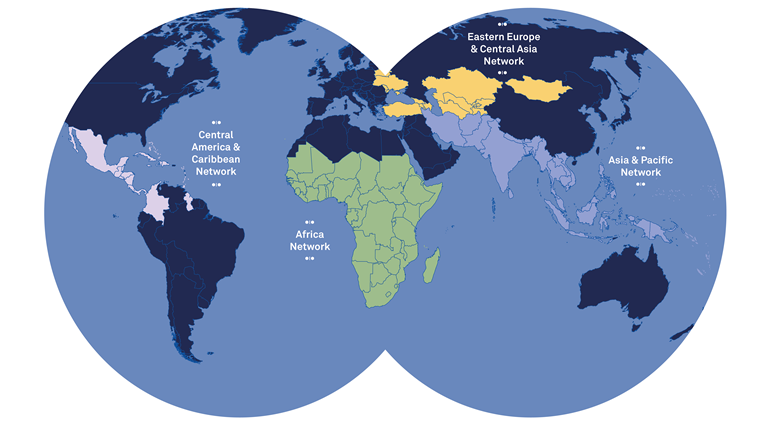 Eastern Europe
& Central Asia
Network
Central
America &
Caribbean
Network
Asia & Pacific
Network
Africa
Network